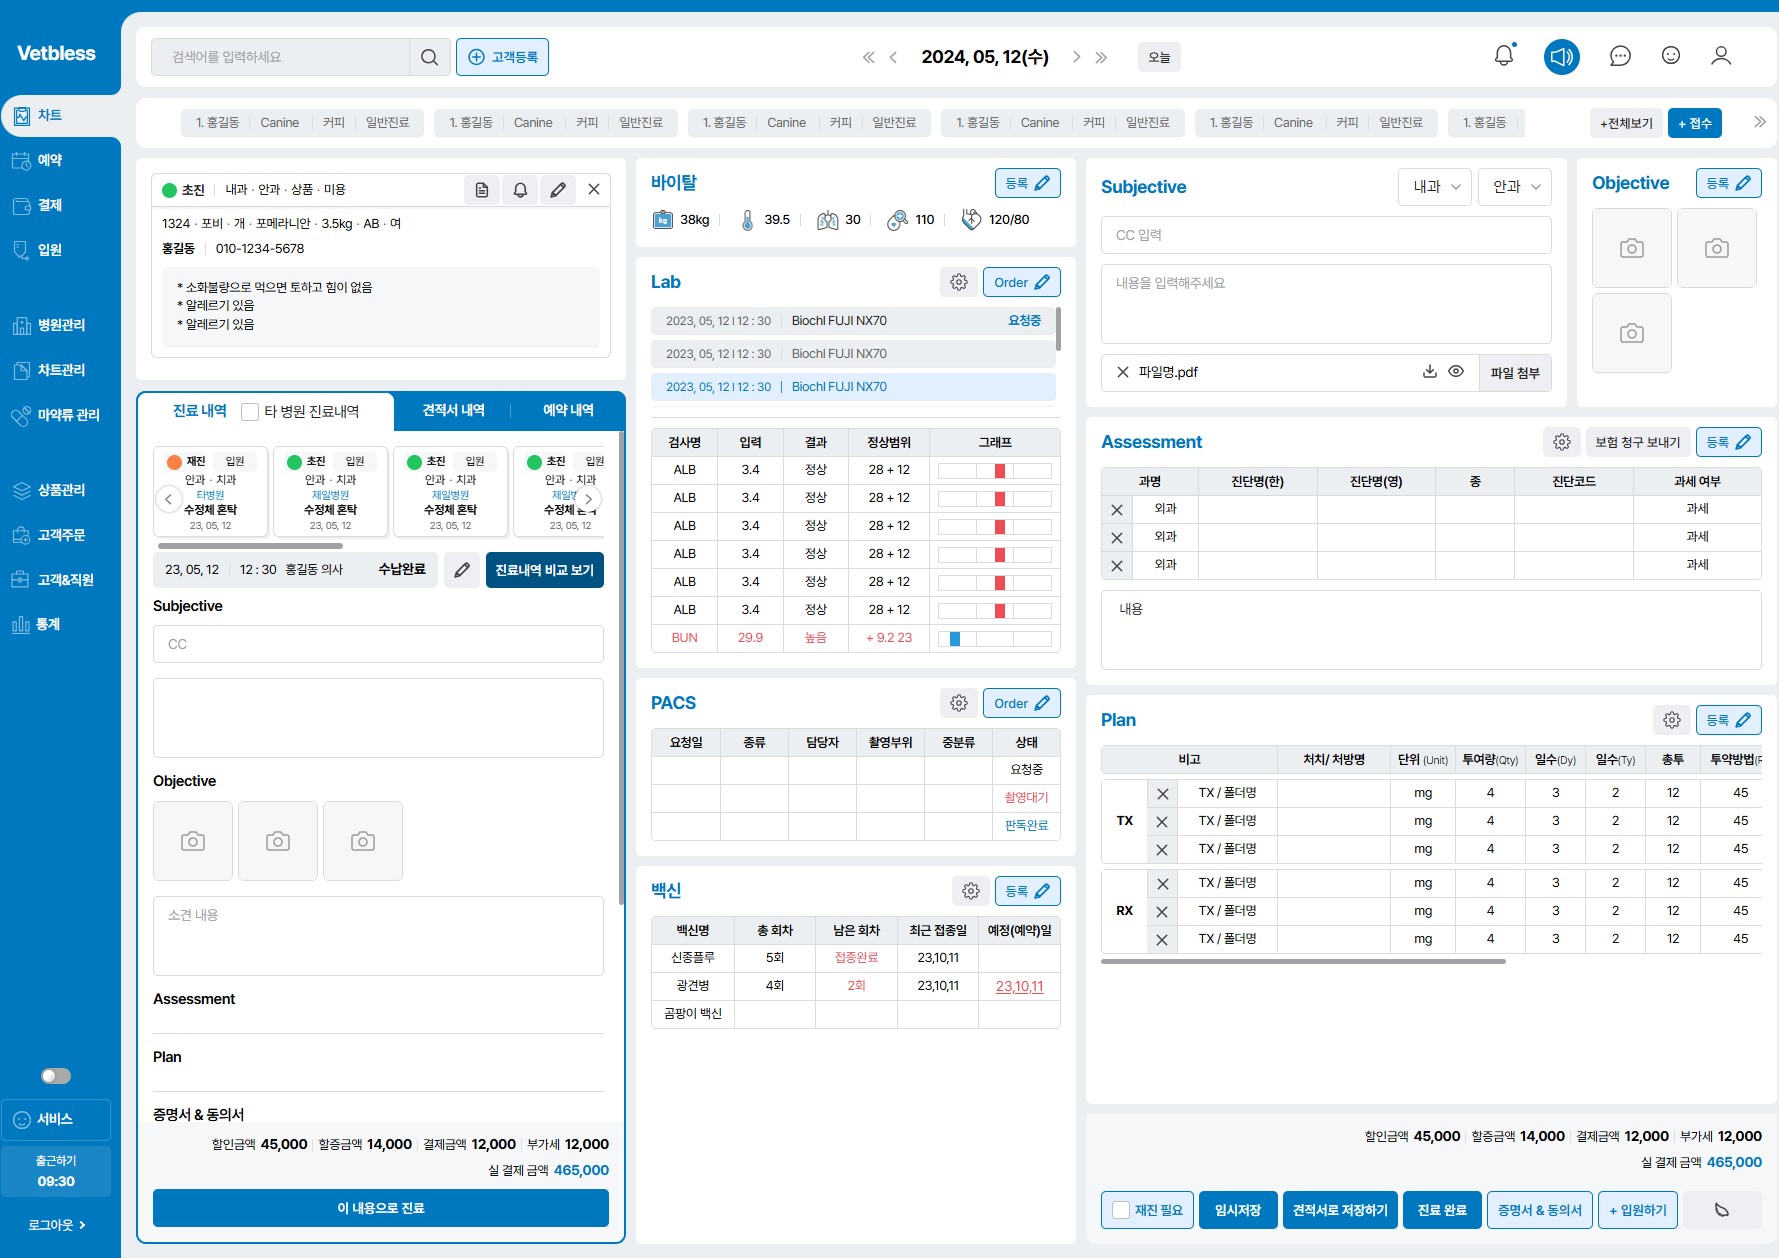 Vetbless
차트
예약
결제
입원
병원관리
차트관리
마약류 관리
상품관리
고객주문
고객&직원
통계
서비스
출근하기
09:30
로그아웃
검색어를 입력하세요
고객등록
2024, 05, 12(수)
오늘
1. 홍길동 Canine 커피 일반진료
1. 홍길동 Canine 커피 일반진료
1. 홍길동 Canine 커피 일반진료
1. 홍길동 Canine 커피 일반진료
1. 홍길동 Canine 커피 일반진료
1. 홍길동
+전체보기
+ 접수
초진 내과 · 안과 · 상품 · 미용
1324 · 포비 · 개 · 포메라니안 · 3.5kg · AB · 여
홍길동 010-1234-5678
* 소화불량으로 먹으면 토하고 힘이 없음
* 알레르기 있음
* 알레르기 있음
진료 내역 타 병원 진료내역 견적서 내역 예약 내역
재진 입원
안과 · 치과
타병원
수정체 혼탁
23, 05, 12
초진 입원
안과 · 치과
제일병원
수정체 혼탁
23, 05, 12
초진 입원
안과 · 치과
제일병원
수정체 혼탁
23, 05, 12
초진 입원
안과 · 치과
제일병
수정체 혼탁
23, 05, 12
23, 05, 12 12 : 30 홍길동 의사 수납완료
진료내역 비교 보기
Subjective
CC
Objective
소견 내용
Assessment
Plan
증명서 & 동의서
할인금액 45,000 할증금액 14,000 결제금액 12,000 부가세 12,000
실 결제 금액 465,000
이 내용으로 진료
바이탈 등록
kg 38kg 39.5 30 110 120/80
Lab Order
2023, 05, 12 l 12 : 30 Biochl FUJI NX70 요청중
2023, 05, 12 l 12 : 30 Biochl FUJI NX70
2023, 05, 12 l 12 : 30 Biochl FUJI NX70
검사명 입력 결과 정상범위 그래프
ALB 3.4 정상 28 + 12
ALB 3.4 정상 28 + 12
ALB 3.4 정상 28 + 12
ALB 3.4 정상 28 + 12
ALB 3.4 정상 28 + 12
ALB 3.4 정상 28 + 12
BUN 29.9 높음 + 9.2 23
PACS Order
요청일 종류 담당자 촬영부위 중분류 상태
요청중
촬영대기
판독완료
백신 등록
백신명 총 회차 남은 회차 최근 접종일 예정(예약)일
신종플루 5회 접종완료 23,10,11
광견병 4회 2회 23,10,11 23,10,11
곰팡이 백신
Subjective 내과 안과
CC 입력
내용을 입력해주세요
파일명.pdf 파일 첨부
Objective 등록
Assessment 보험 청구 보내기 등록
과명 진단명(한) 진단명(영) 종 진단코드 과세 여부
외과 과세
외과 과세
외과 과세
내용
Plan 등록
비고 처치/ 처방명 단위 (Unit) 투여량(Qty) 일수(Dy) 일수(Ty) 총투 투약방법(R
TX
TX / 폴더명 mg 4 3 2 12 45
TX / 폴더명 mg 4 3 2 12 45
TX / 폴더명 mg 4 3 2 12 45
RX
TX / 폴더명 mg 4 3 2 12 45
TX / 폴더명 mg 4 3 2 12 45
TX / 폴더명 mg 4 3 2 12 45
할인금액 45,000 할증금액 14,000 결제금액 12,000 부가세 12,000
실 결제 금액 465,000
재진 필요 임시저장 견적서로 저장하기 진료 완료 증명서 & 동의서 + 입원하기